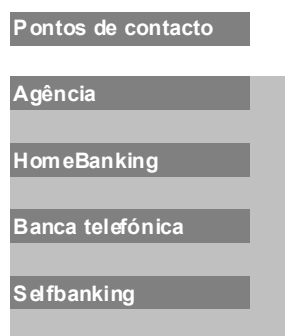 Pontos de contacto
Agência
HomeBanking
Banca telefónica
Selfbanking